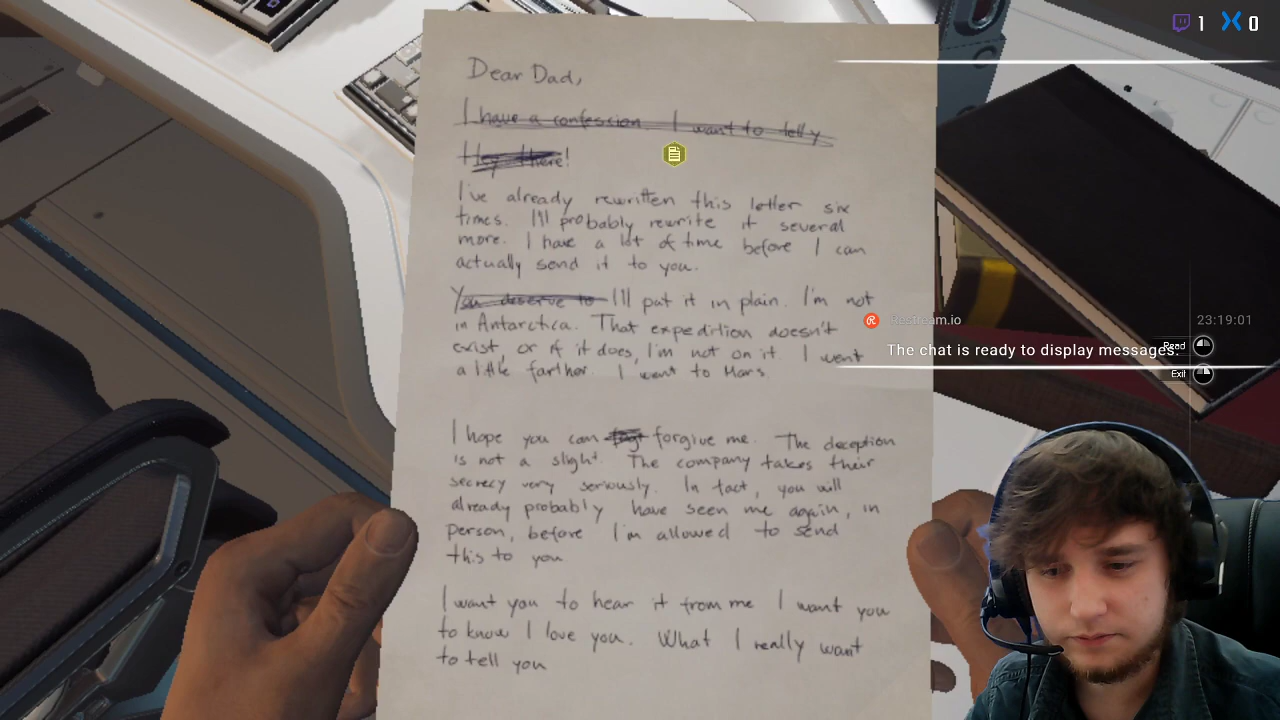 1 0
Dear Dad,
I have a confession I want to telly
Hey there!
I've already rewritten this letter six
times. I'll probably rewrite it several
more. I have a lot of time before I can
actually send it to you.
You deserve to I'll put it in plain. I'm not
in Antarctica. That expedition doesn't
exist, or if it does, I'm not on it I went
a little farther. I went to Mars
I hope you can forgive me. The deception
is not a slight. The company takes their
secrecy very seriously. In fact, you will
already probably have seen me again, in
person, before I'm allowed to send
this to you
I want you to hear it from me I want you
to know I love you. What I really want
to tell you
Restream.io 23:19:01
The chat is ready to display messages.
Read
Exit